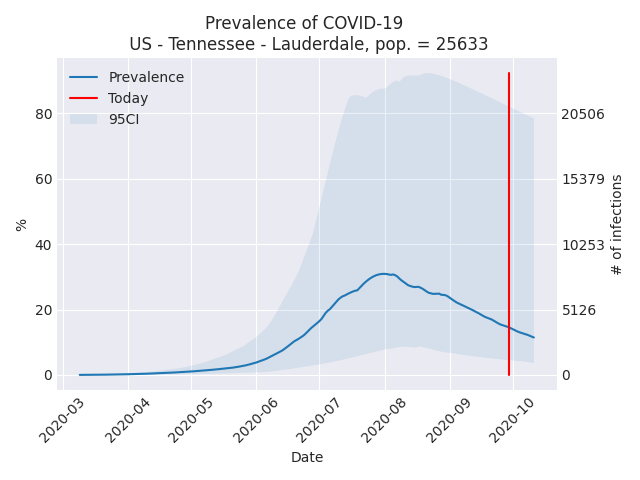 Prevalence of COVID-19
US - Tennessee - Lauderdale, pop. = 25633
Prevalence
Today
95CI
80
60
40
20
0
%
20506
15379
10253
5126
0
# of infections
2020-03
2020-04
2020-05
2020-06
2020-07
2020-08
2020-09
2020-10
Date